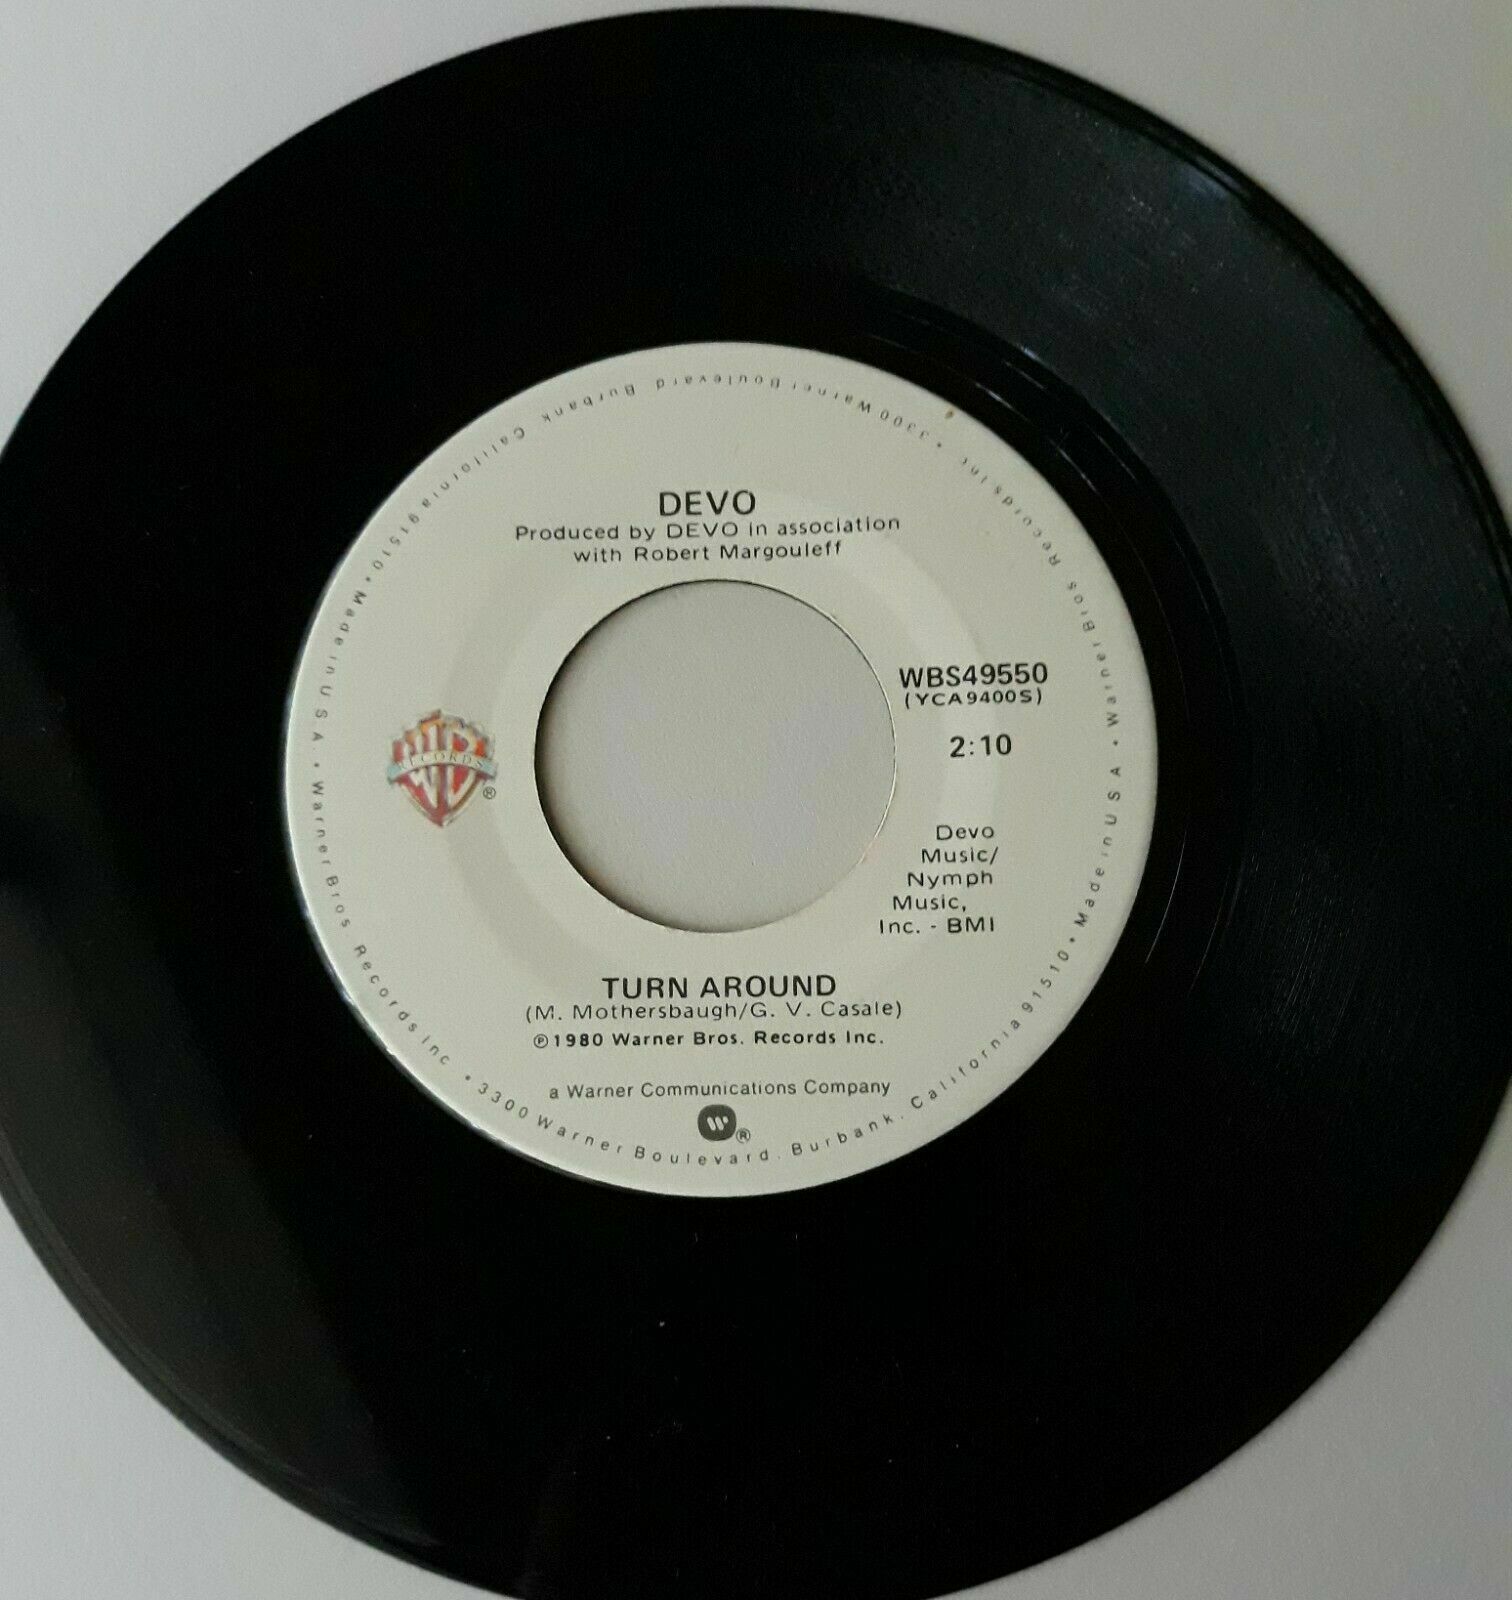 DEVO
Produced by DEVO in association
with Robert Margouleff
WBS49550
(YCA9400S)
2:10
RECORDS
®
Devo
Music/
Nymph
Music,
Inc. - BMI
TURN AROUND
(M. Mothersbaugh/G. V. Casale)
℗1980 Warner Bros. Records Inc.
a Warner Communications Company
®
Warner Bros Records Inc • 3300 Warner Boulevard, Burbank, California 91510 • Made in U S A • Warner Bros Records Inc • 3300 Warner Boulevard Burbank California 91510 • Made in U S A •